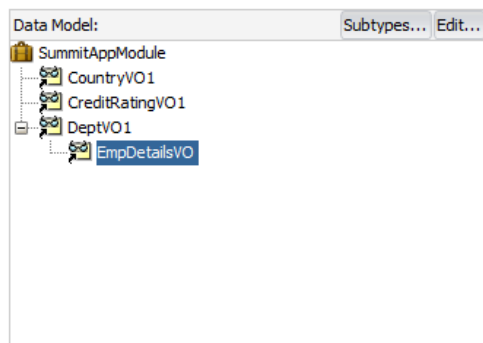 Data Model: Subtypes... Edit...
SummitAppModule
CountryVO1
CreditRatingVO1
DeptVO1
EmpDetailsVO